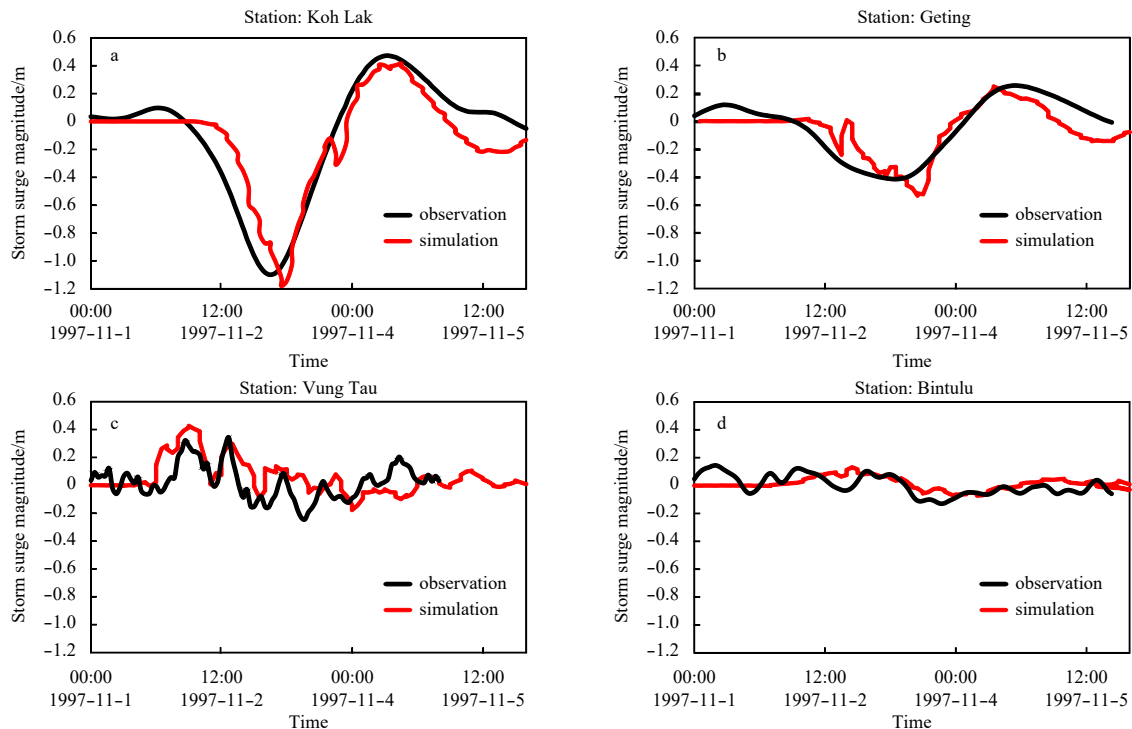 Station: Koh Lak
a
0.6
0.4
0.2
0
−0.2
−0.4
−0.6
−0.8
−1.0
−1.2
Storm surge magnitude/m
observation
simulation
00:00 12:00 00:00 12:00
1997−11−1 1997−11−2 1997−11−4 1997−11−5
Time
Station: Geting
b
0.6
0.4
0.2
0
−0.2
−0.4
−0.6
−0.8
−1.0
−1.2
Storm surge magnitude/m
observation
simulation
00:00 12:00 00:00 12:00
1997−11−1 1997−11−2 1997−11−4 1997−11−5
Time
Station: Vung Tau
c
0.6
0.4
0.2
0
−0.2
−0.4
−0.6
−0.8
−1.0
−1.2
Storm surge magnitude/m
observation
simulation
00:00 12:00 00:00 12:00
1997−11−1 1997−11−2 1997−11−4 1997−11−5
Time
Station: Bintulu
d
0.6
0.4
0.2
0
−0.2
−0.4
−0.6
−0.8
−1.0
−1.2
Storm surge magnitude/m
observation
simulation
00:00 12:00 00:00 12:00
1997−11−1 1997−11−2 1997−11−4 1997−11−5
Time